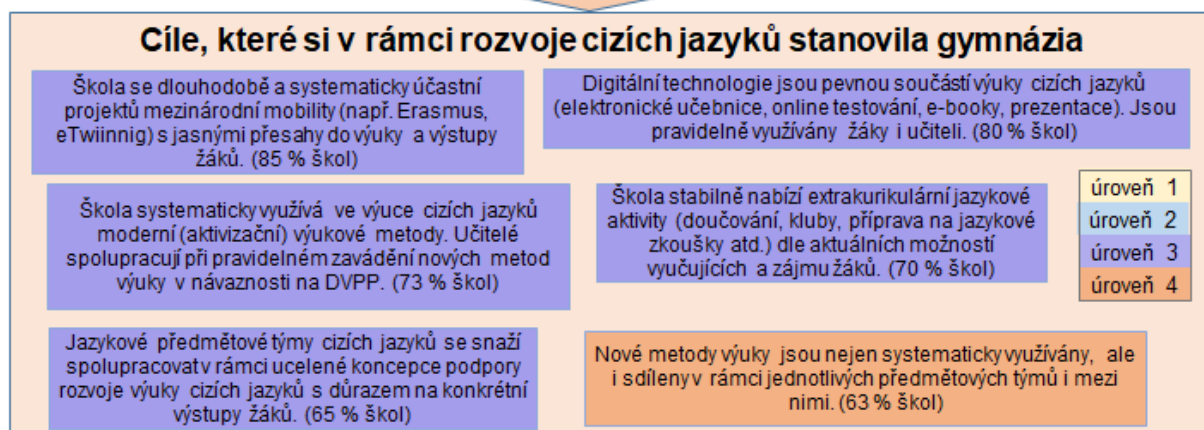 Cíle, které si v rámci rozvoje cizích jazyků stanovila gymnázia
Škola se dlouhodobě a systematicky účastní
projektů mezinárodní mobility (např. Erasmus,
eTwiinnig) s jasnými přesahy do výuky a výstupy
žáků. (85 % škol)
Digitální technologie jsou pevnou součástí výuky cizích jazyků
(elektronické učebnice, online testování, e-booky, prezentace). Jsou
pravidelně využívány žáky i učiteli. (80 % škol)
Škola systematicky využívá ve výuce cizích jazyků
moderní (aktivizační) výukové metody. Učitelé
spolupracují při pravidelném zavádění nových metod
výuky v návaznosti na DVPP. (73 % škol)
Škola stabilně nabízí extrakurikulární jazykové
aktivity (doučování, kluby, příprava na jazykové
zkoušky atd.) dle aktuálních možností
vyučujících a zájmu žáků. (70 % škol)
úroveň 1
úroveň 2
úroveň 3
úroveň 4
Jazykové předmětové týmy cizích jazyků se snaží
spolupracovat v rámci ucelené koncepce podpory
rozvoje výuky cizích jazyků s důrazem na konkrétní
výstupy žáků. (65 % škol)
Nové metody výuky jsou nejen systematicky využívány, ale
i sdíleny v rámci jednotlivých předmětových týmů i mezi
nimi. (63 % škol)